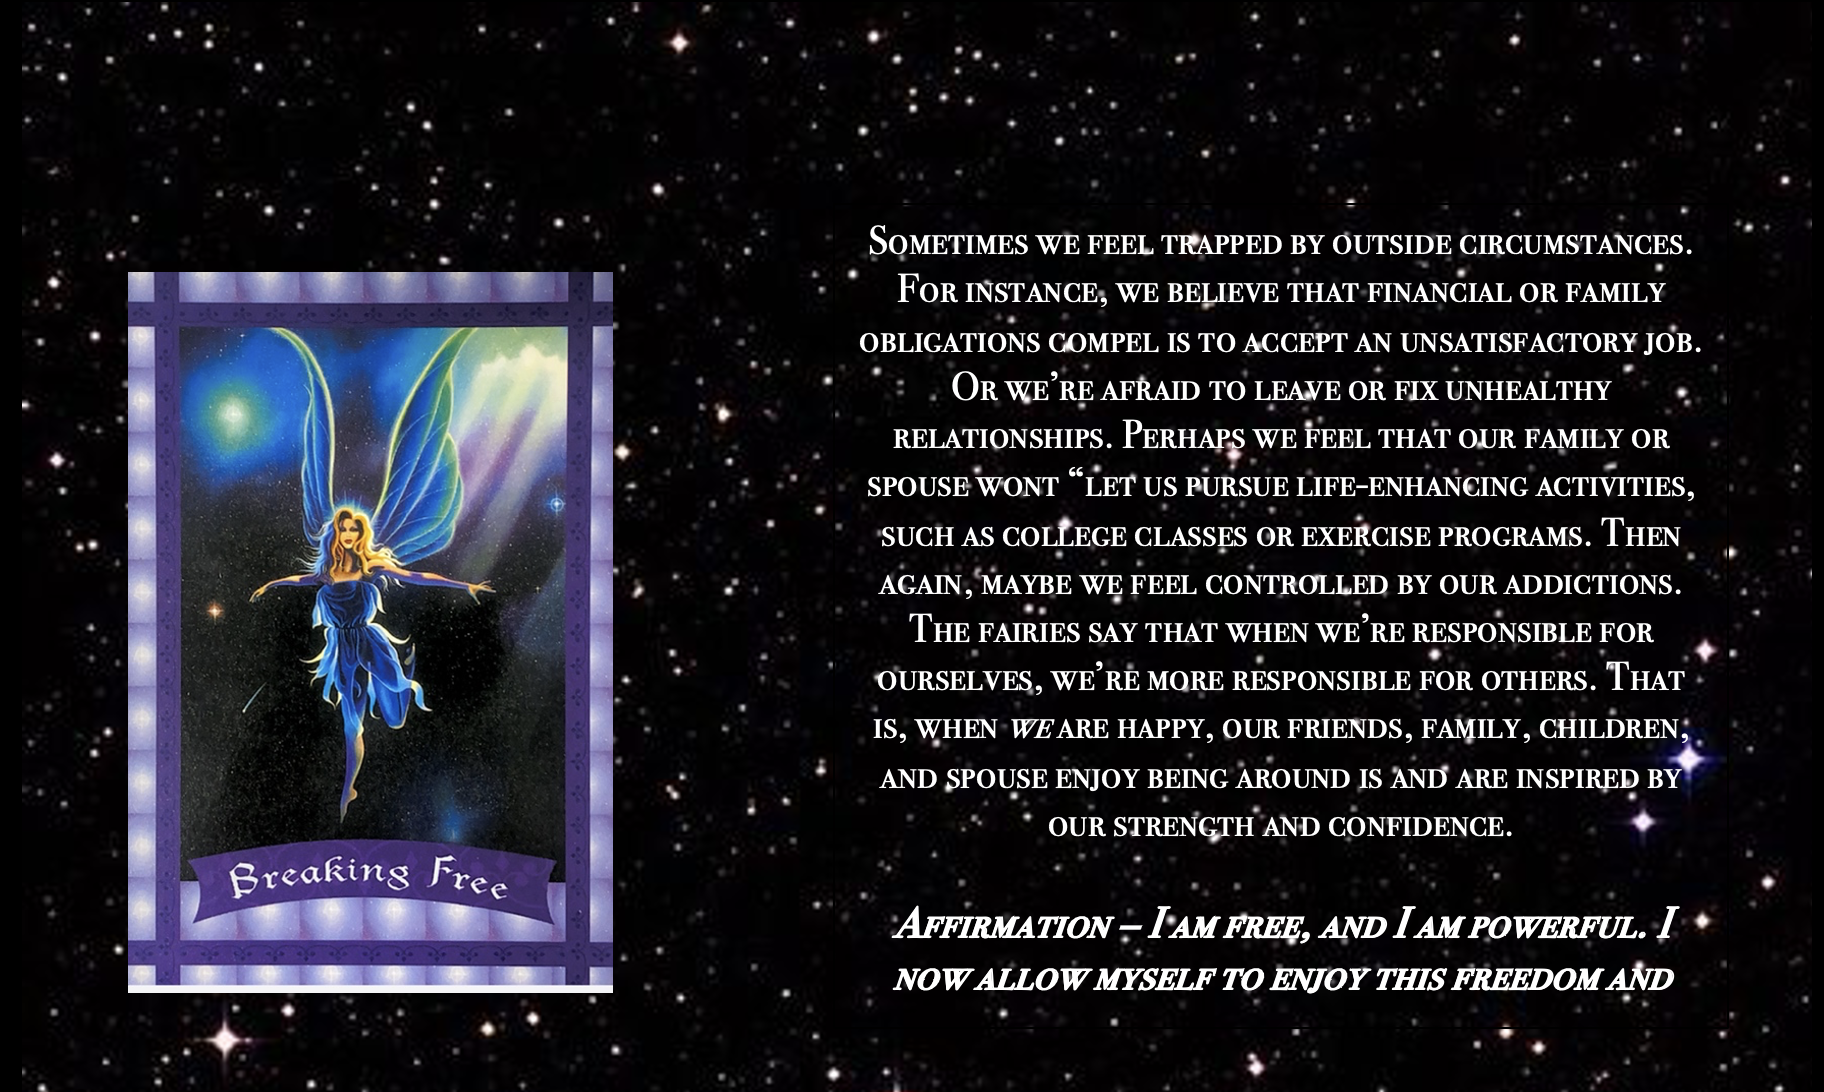 Breaking Free
Sometimes we feel trapped by outside circumstances.
For instance, we believe that financial or family
obligations compel is to accept an unsatisfactory job.
Or we’re afraid to leave or fix unhealthy
relationships. Perhaps we feel that our family or
spouse wont “let us pursue life-enhancing activities,
such as college classes or exercise programs. Then
again, maybe we feel controlled by our addictions.
The fairies say that when we’re responsible for
ourselves, we’re more responsible for others. That
is, when we are happy, our friends, family, children,
and spouse enjoy being around is and are inspired by
our strength and confidence.
Affirmation – I am free, and I am powerful. I
now allow myself to enjoy this freedom and